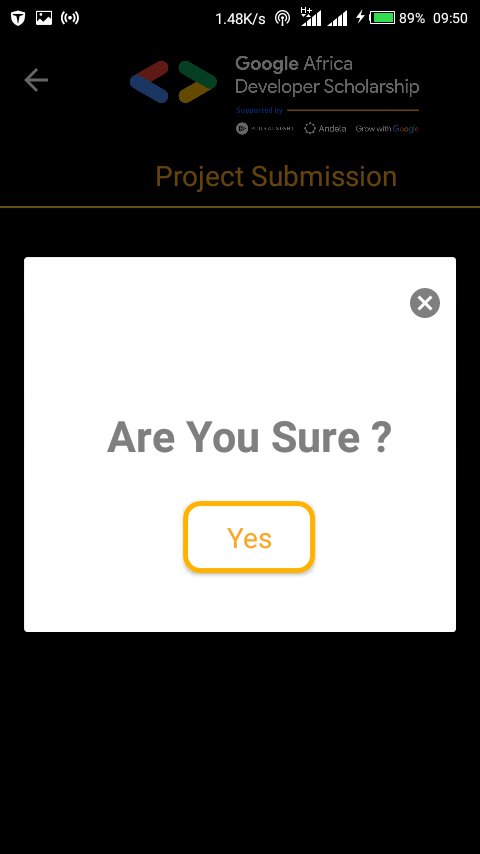 1.48K/s H+ 89% 09:50
Google Africa
Developer Scholarship
Supported by
PLURALSIGHT Andela Grow with Google
Project Submission
Are You Sure ?
Yes